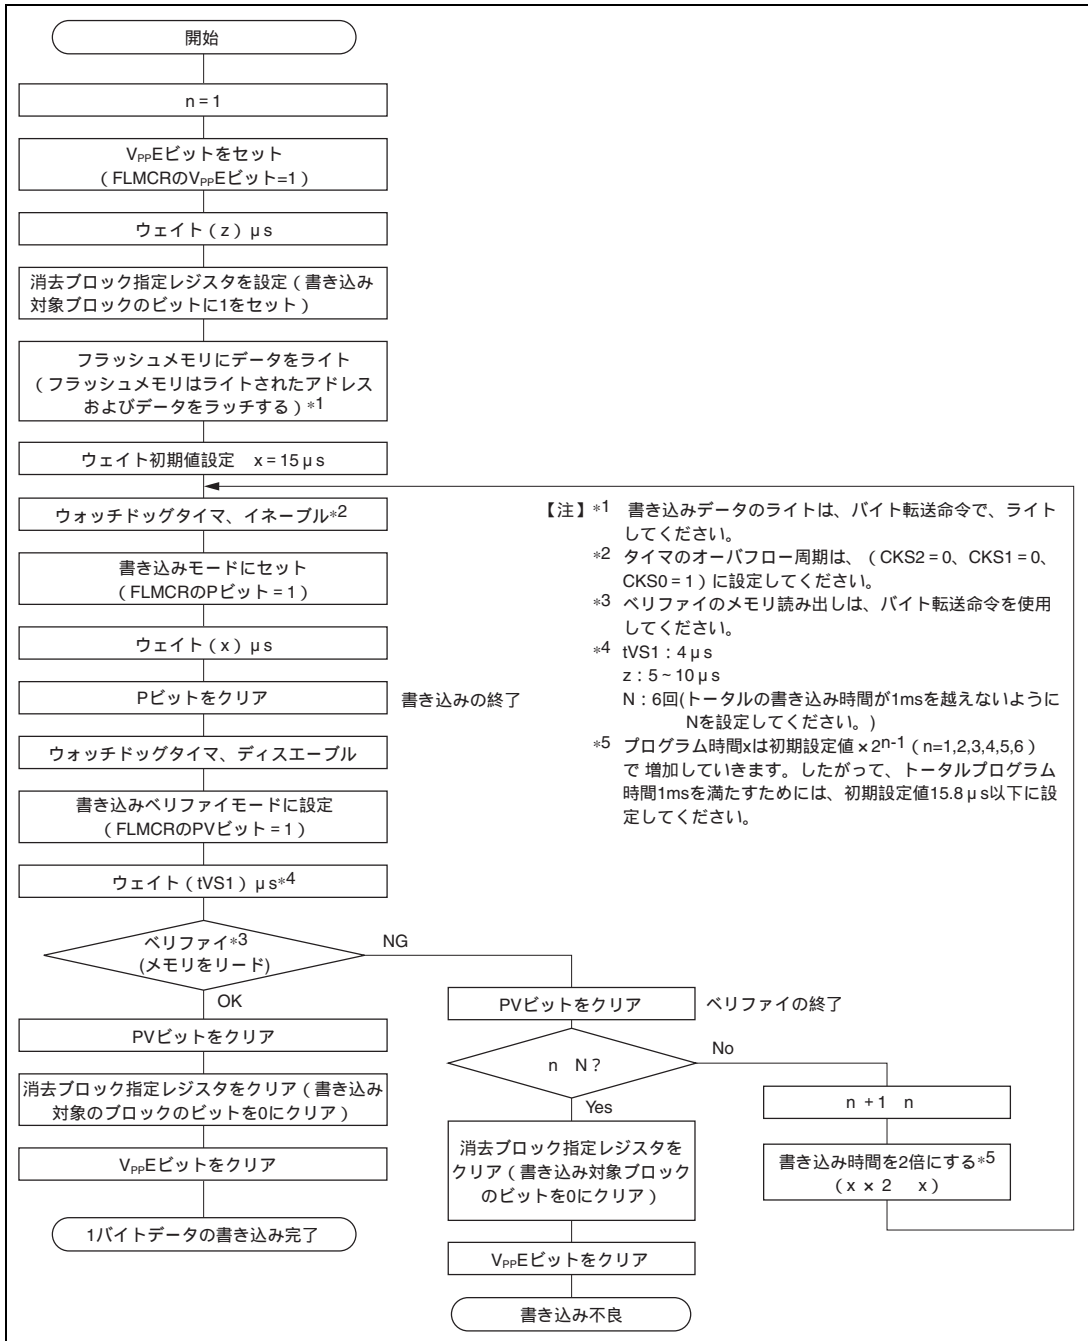 開始
n = 1
VPPEビットをセット
( FLMCRのVPPEビット=1 )
ウェイト ( z ) μs
消去ブロック指定レジスタを設定 ( 書き込み
対象ブロックのビットに1をセット )
フラッシュメモリにデータをライト
( フラッシュメモリはライトされたアドレス
およびデータをラッチする ) *1
ウェイト初期値設定 x = 15 μs
ウォッチドッグタイマ、イネーブル*2
書き込みモードにセット
(FLMCRのPビット = 1 )
ウェイト ( x ) μs
Pビットをクリア 書き込みの終了
ウォッチドッグタイマ、ディスエーブル
書き込みベリファイモードに設定
( FLMCRのPVビット = 1 )
ウェイト ( tVS1 ) μs*4
ベリファイ*3
(メモリをリード)
NG
OK
PVビットをクリア
消去ブロック指定レジスタをクリア ( 書き込み
対象のブロックのビットを0にクリア )
VPPEビットをクリア
1バイトデータの書き込み完了
PVビットをクリア ベリファイの終了
n N ?
No
Yes
n + 1 n
書き込み時間を2倍にする*5
( x × 2 x )
消去ブロック指定レジスタを
クリア ( 書き込み対象ブロック
のビットを0にクリア )
VPPEビットをクリア
書き込み不良
【注】*1 書き込みデータのライトは、バイト転送命令で、ライト
してください。
*2 タイマのオーバフロー周期は、( CKS2 = 0、CKS1 = 0、
CKS0 = 1 ) に設定してください。
*3 ベリファイのメモリ読み出しは、バイト転送命令を使用
してください。
*4 tVS1 : 4 μs
z : 5 ~ 10 μs
N : 6回(トータルの書き込み時間が1msを越えないように
Nを設定してください。)
*5 プログラム時間xは初期設定値 × 2n-1 ( n=1,2,3,4,5,6 )
で 増加していきます。したがって、トータルプログラム
時間1msを満たすためには、初期設定値15.8 μs以下に設
定してください。